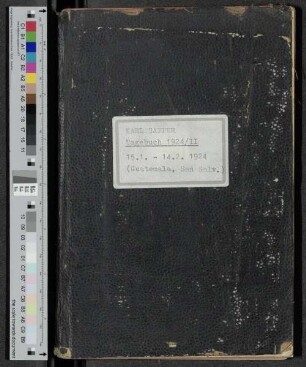 KARL SAPPER
Tagebuch 1924/II
15.1. - 14.2. 1924
(Guatemala, San Salv.)